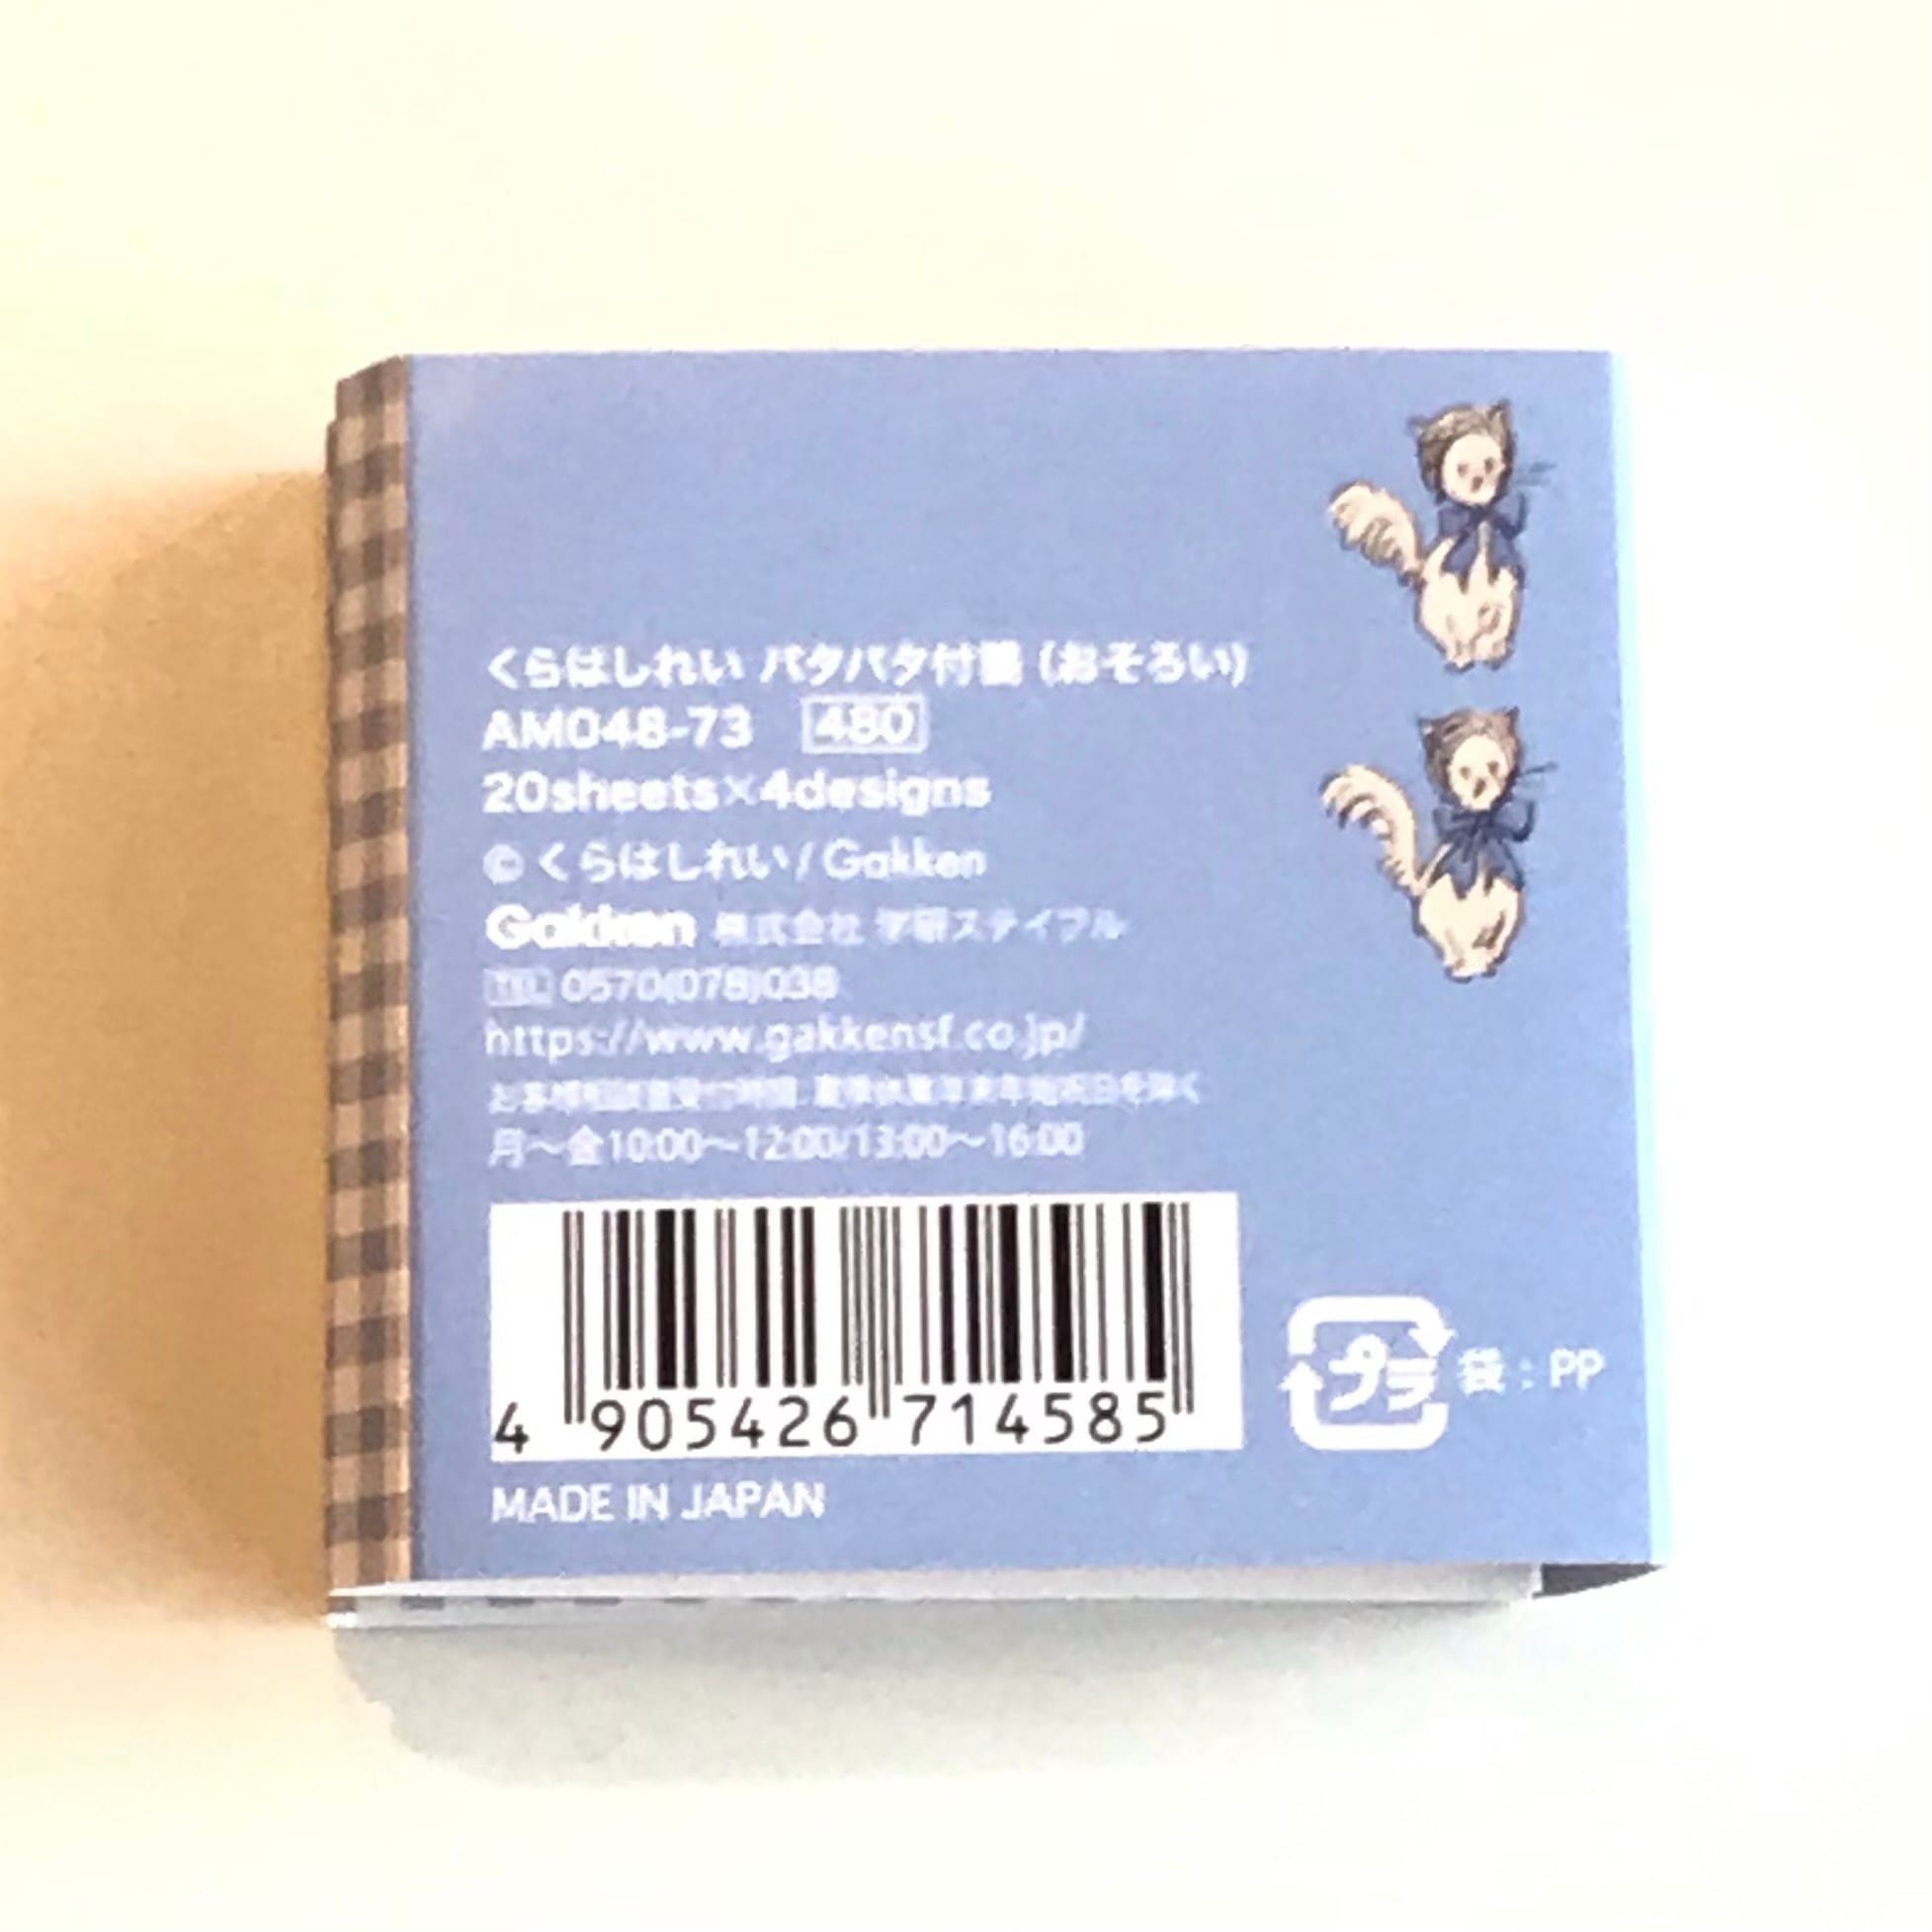 くらはしれい パタパタ付箋 (おそろい)
AM048-73 480
20sheets×4designs
© くらはしれい/Gakken
Gakken 株式会社 学研ステイフル
TEL 0570(078)038
https://www.gakkensf.co.jp/
月〜金10:00〜12:00/13:00〜16:00
4 905426 714585
プラ 袋:PP
MADE IN JAPAN